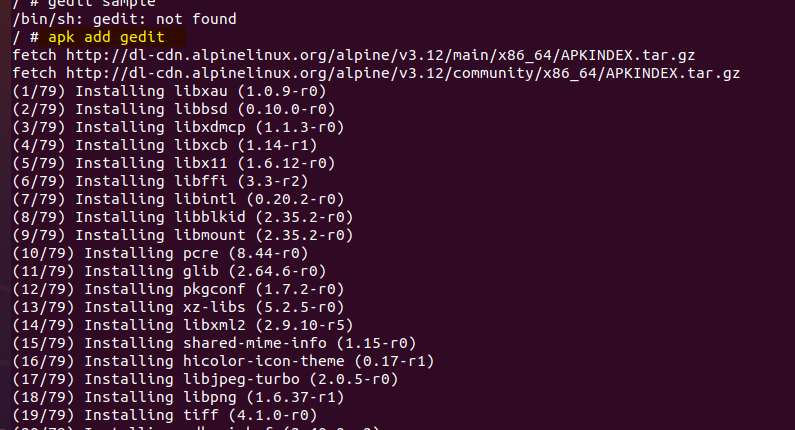 / # gedit sample
/bin/sh: gedit: not found
/ # apk add gedit
fetch http://dl-cdn.alpinelinux.org/alpine/v3.12/main/x86_64/APKINDEX.tar.gz
fetch http://dl-cdn.alpinelinux.org/alpine/v3.12/community/x86_64/APKINDEX.tar.gz
(1/79) Installing libxau (1.0.9-r0)
(2/79) Installing libbsd (0.10.0-r0)
(3/79) Installing libxdmcp (1.1.3-r0)
(4/79) Installing libxcb (1.14-r1)
(5/79) Installing libx11 (1.6.12-r0)
(6/79) Installing libffi (3.3-r2)
(7/79) Installing libintl (0.20.2-r0)
(8/79) Installing libblkid (2.35.2-r0)
(9/79) Installing libmount (2.35.2-r0)
(10/79) Installing pcre (8.44-r0)
(11/79) Installing glib (2.64.6-r0)
(12/79) Installing pkgconf (1.7.2-r0)
(13/79) Installing xz-libs (5.2.5-r0)
(14/79) Installing libxml2 (2.9.10-r5)
(15/79) Installing shared-mime-info (1.15-r0)
(16/79) Installing hicolor-icon-theme (0.17-r1)
(17/79) Installing libjpeg-turbo (2.0.5-r0)
(18/79) Installing libpng (1.6.37-r1)
(19/79) Installing tiff (4.1.0-r0)